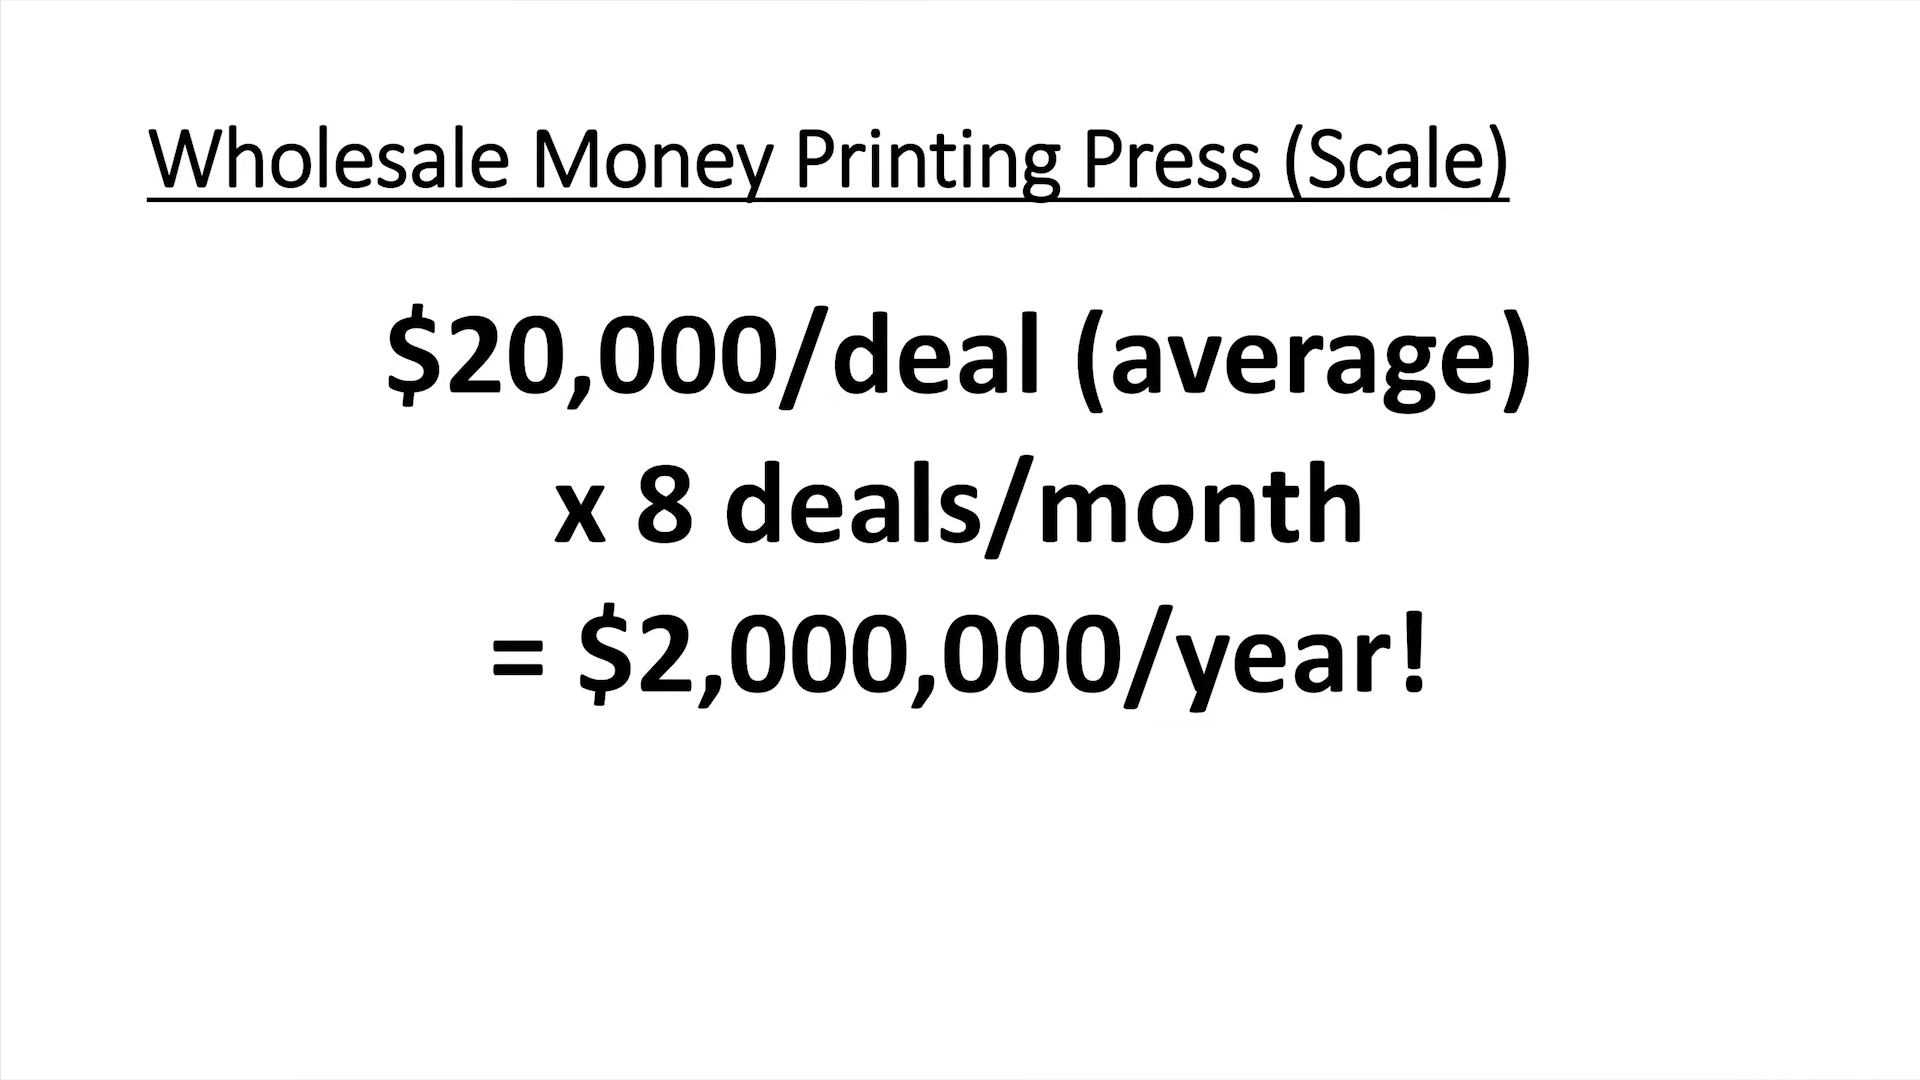 Wholesale Money Printing Press (Scale)
$20,000/deal (average)
x 8 deals/month
= $2,000,000/year!